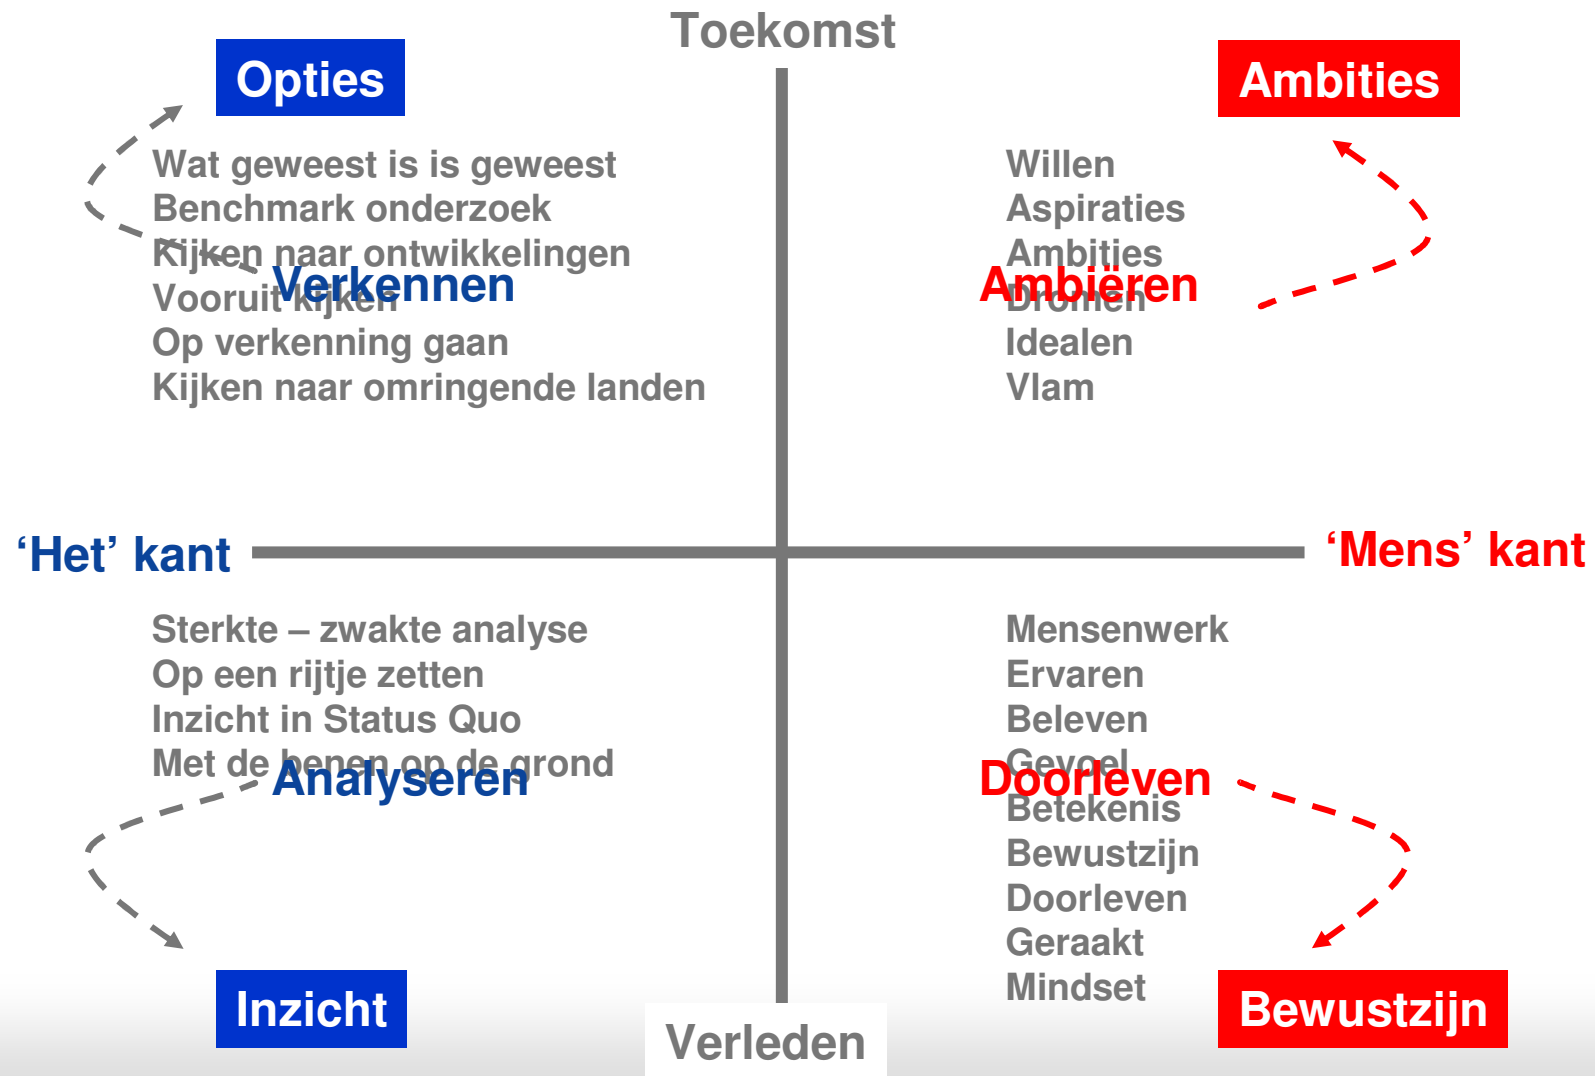 Toekomst
Opties
Wat geweest is is geweest
Benchmark onderzoek
Kijken naar ontwikkelingen
Vooruit kijken
Op verkenning gaan
Kijken naar omringende landen
Verkennen
Ambities
Willen
Aspiraties
Ambities
Dromen
Idealen
Vlam
Ambiëren
‘Het’ kant
‘Mens’ kant
Sterkte – zwakte analyse
Op een rijtje zetten
Inzicht in Status Quo
Met de benen op de grond
Analyseren
Inzicht
Mensenwerk
Ervaren
Beleven
Gevoel
Betekenis
Bewustzijn
Doorleven
Geraakt
Mindset
Doorleven
Bewustzijn
Verleden